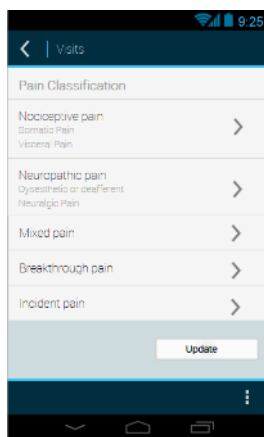 9:25
Visits
Pain Classification
Nociceptive pain
Somatic Pain
Visceral Pain
Neuropathic pain
Dysesthetic or deafferent
Neuralgic Pain
Mixed pain
Breakthrough pain
Incident pain
Update